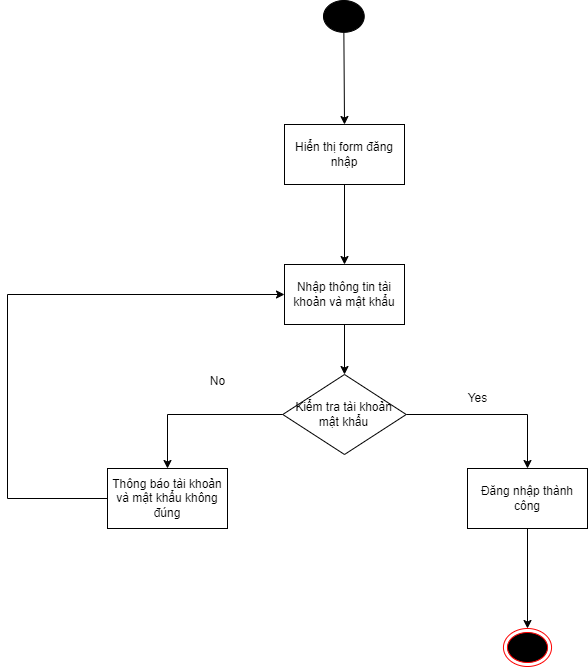 Hiển thị form đăng
nhập
Nhập thông tin tài
khoản và mật khẩu
No
Kiểm tra tài khoản
mật khẩu
Yes
Thông báo tài khoản
và mật khẩu không
đúng
Đăng nhập thành
công